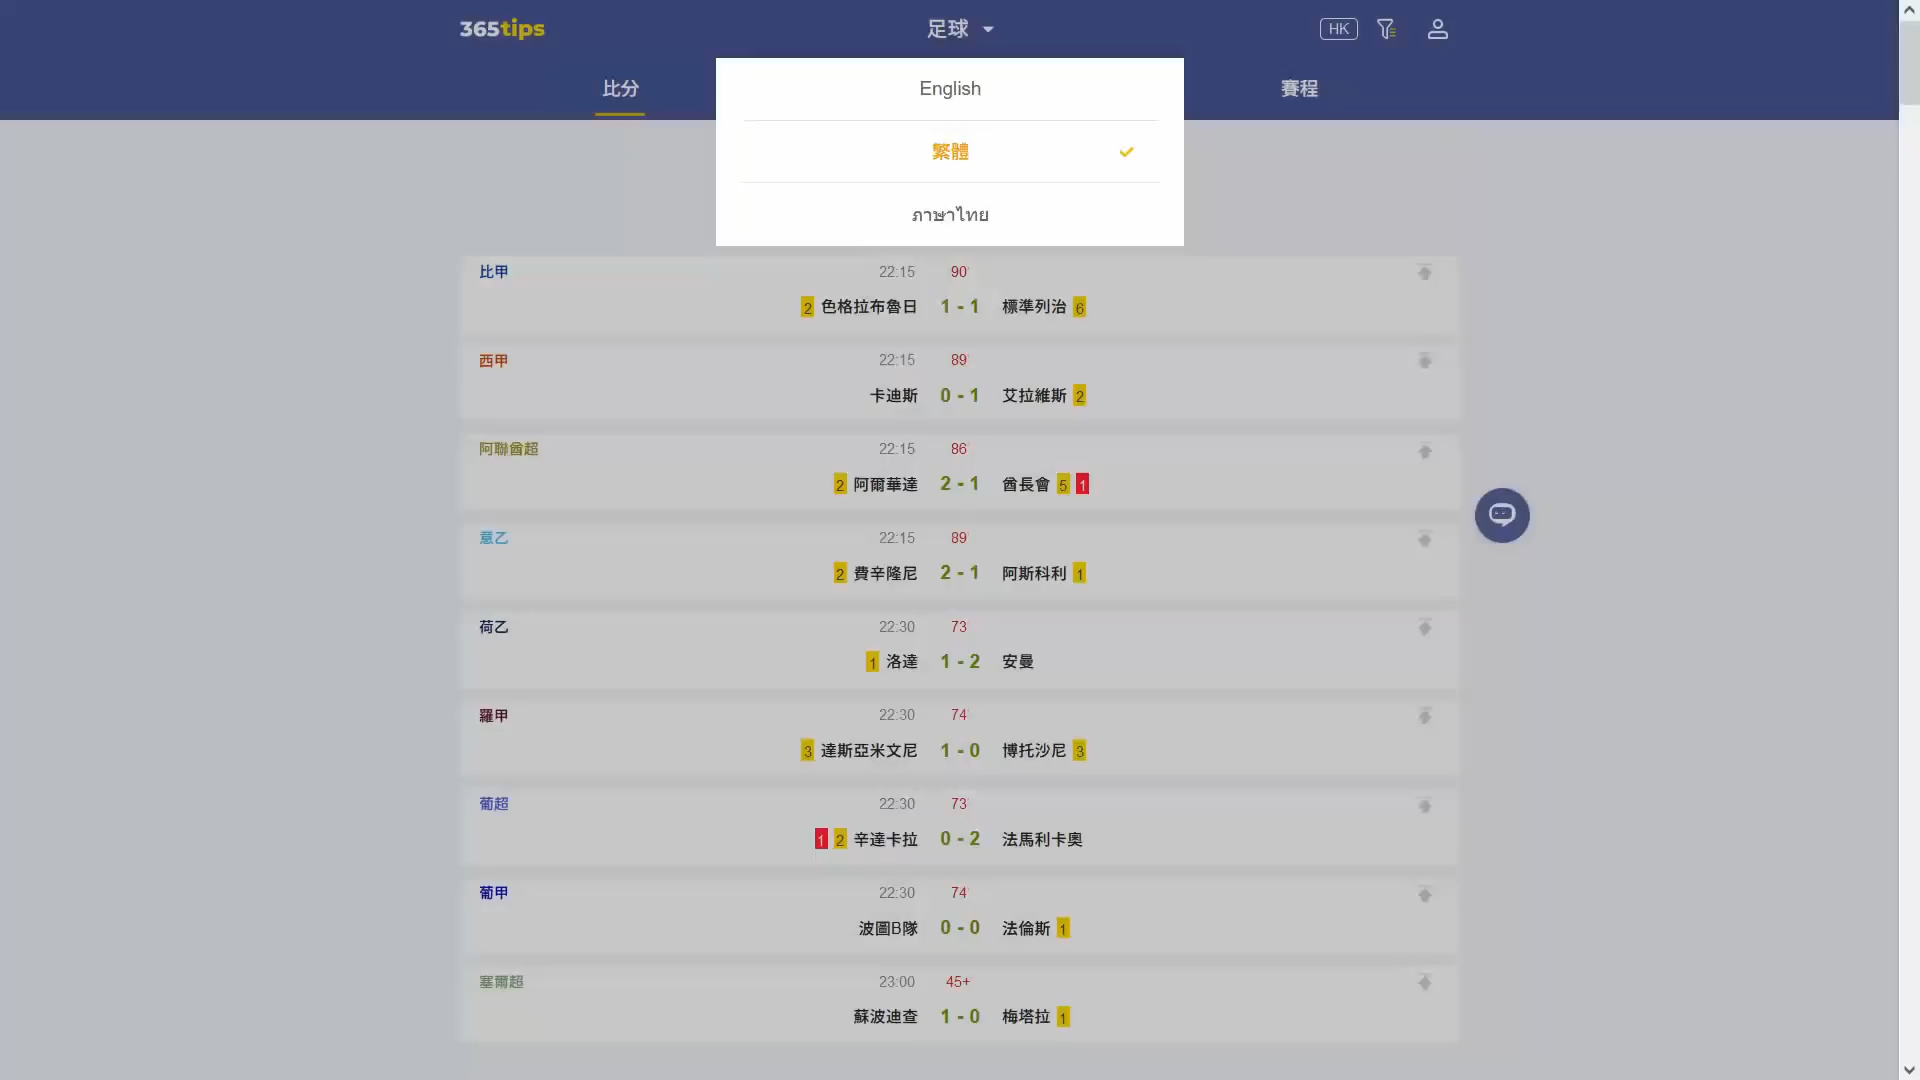 365tips
足球
HK
比分
賽程
English
繁體
ภาษาไทย
比甲 22:15 90'
2 色格拉布魯日 1 - 1 標準列治 6
西甲 22:15 89'
卡迪斯 0 - 1 艾拉維斯 2
阿聯酋超 22:15 86'
2 阿爾華達 2 - 1 酋長會 5 1
意乙 22:15 89'
2 費辛隆尼 2 - 1 阿斯科利 1
荷乙 22:30 73'
1 洛達 1 - 2 安曼
羅甲 22:30 74'
3 達斯亞米文尼 1 - 0 博托沙尼 3
葡超 22:30 73'
1 2 辛達卡拉 0 - 2 法馬利卡奧
葡甲 22:30 74'
波圖B隊 0 - 0 法倫斯 1
塞爾超 23:00 45+
蘇波迪查 1 - 0 梅塔拉 1